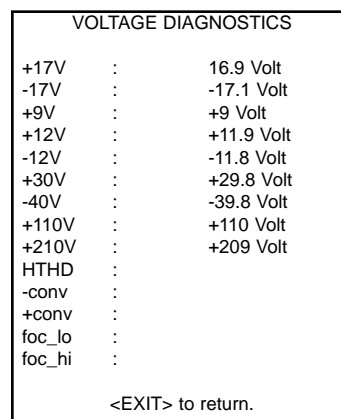 VOLTAGE DIAGNOSTICS
+17V : 16.9 Volt
-17V : -17.1 Volt
+9V : +9 Volt
+12V : +11.9 Volt
-12V : -11.8 Volt
+30V : +29.8 Volt
-40V : -39.8 Volt
+110V : +110 Volt
+210V : +209 Volt
HTHD :
-conv :
+conv :
foc_lo :
foc_hi :
<EXIT> to return.